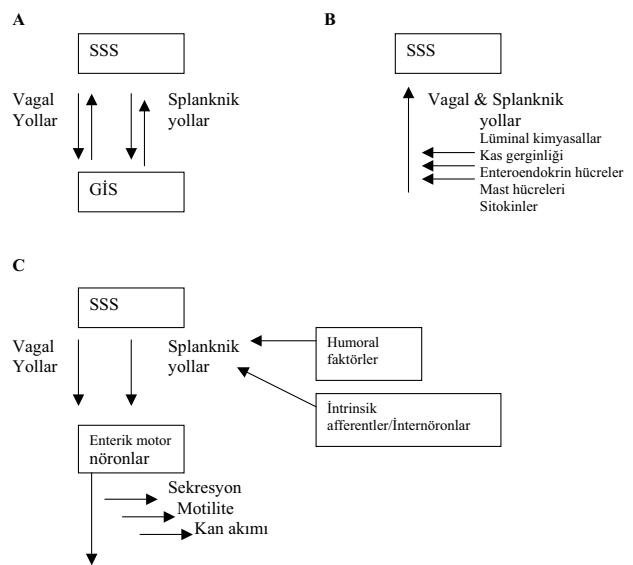 A
SSS
Vagal
Yollar
Splanknik
yollar
GİS
B
SSS
Vagal & Splanknik
yollar
Lüminal kimyasallar
Kas gerginliği
Enteroendokrin hücreler
Mast hücreleri
Sitokinler
C
SSS
Vagal
Yollar
Splanknik
yollar
Humoral
faktörler
İntrinsik
afferentler/İnternöronlar
Enterik motor
nöronlar
Sekresyon
Motilite
Kan akımı